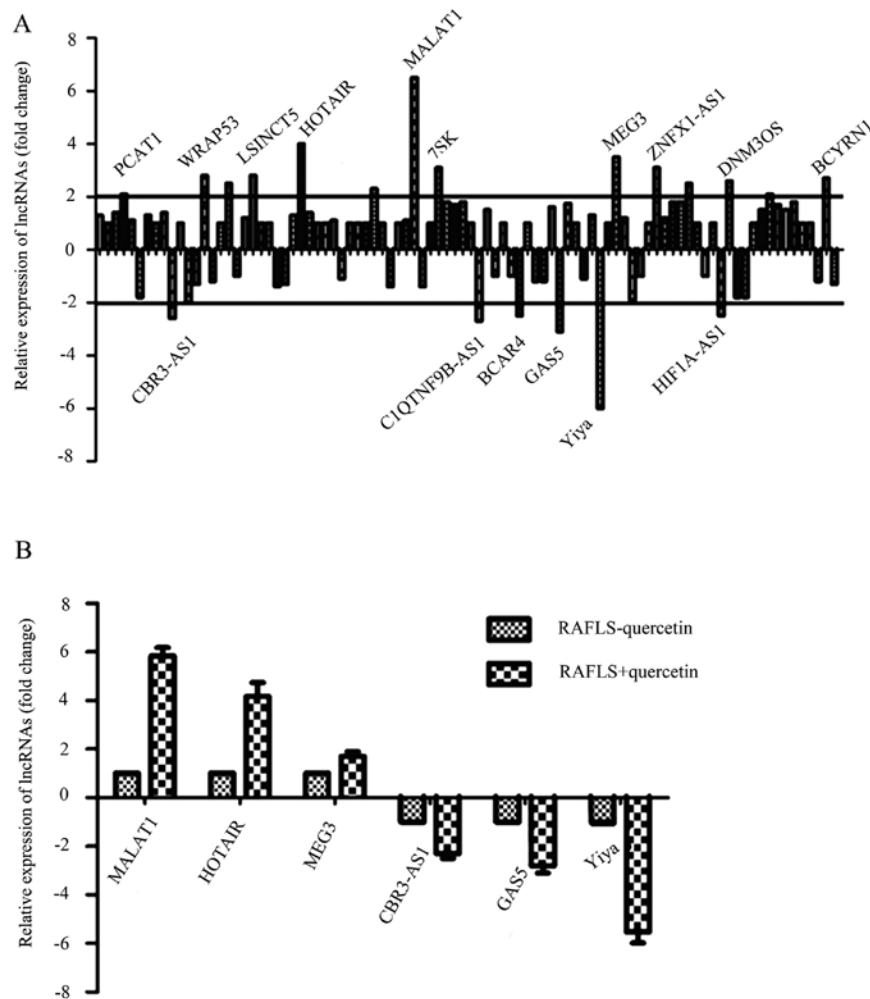 A
Relative expression of lncRNAs (fold change)
8
6
4
2
0
-2
-4
-6
-8
PCAT1
WRAP53
LSINCT5
HOTAIR
MALAT1
7SK
MEG3
ZNFX1-AS1
DNM3OS
BCYRN1
CBR3-AS1
C1QTNF9B-AS1
BCAR4
GAS5
Yiya
HIF1A-AS1
B
Relative expression of lncRNAs (fold change)
8
6
4
2
0
-2
-4
-6
-8
RAFLS-quercetin
RAFLS+quercetin
MALAT1
HOTAIR
MEG3
CBR3-AS1
GAS5
Yiya